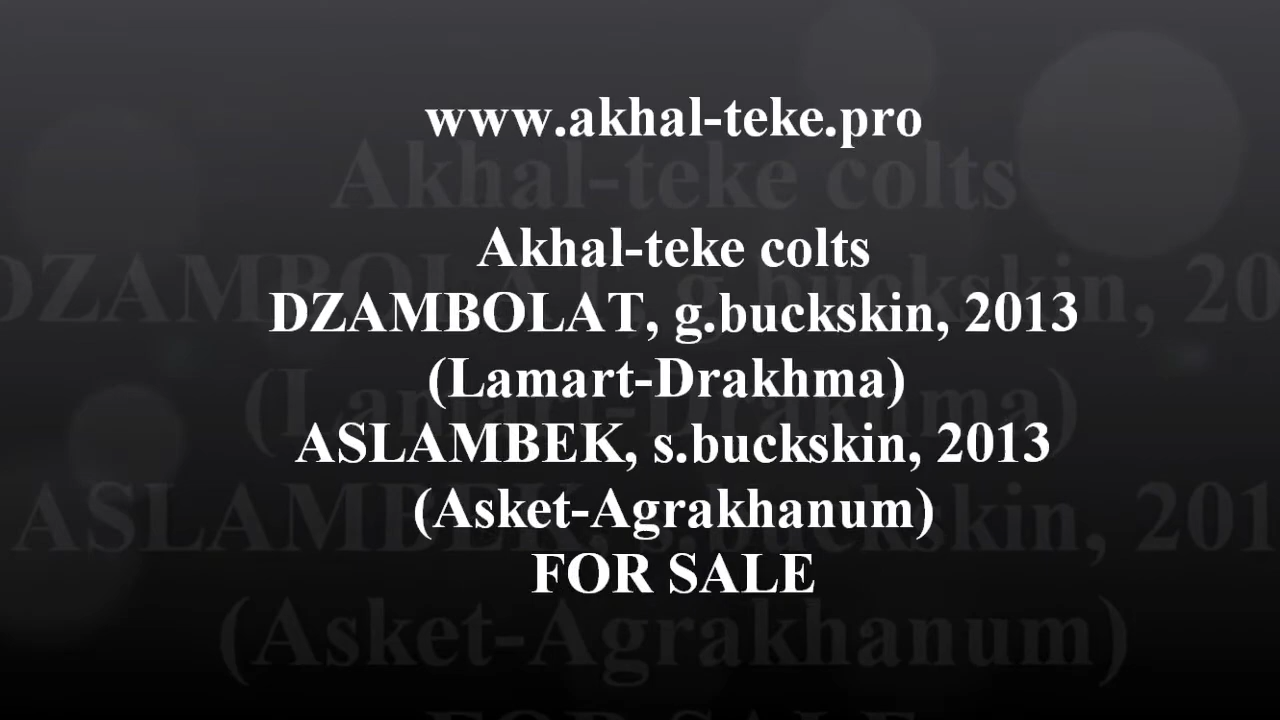 www.akhal-teke.pro
Akhal-teke colts
DZAMBOLAT, g.buckskin, 2013
(Lamart-Drakhma)
ASLAMBEK, s.buckskin, 2013
(Asket-Agrakhanum)
FOR SALE